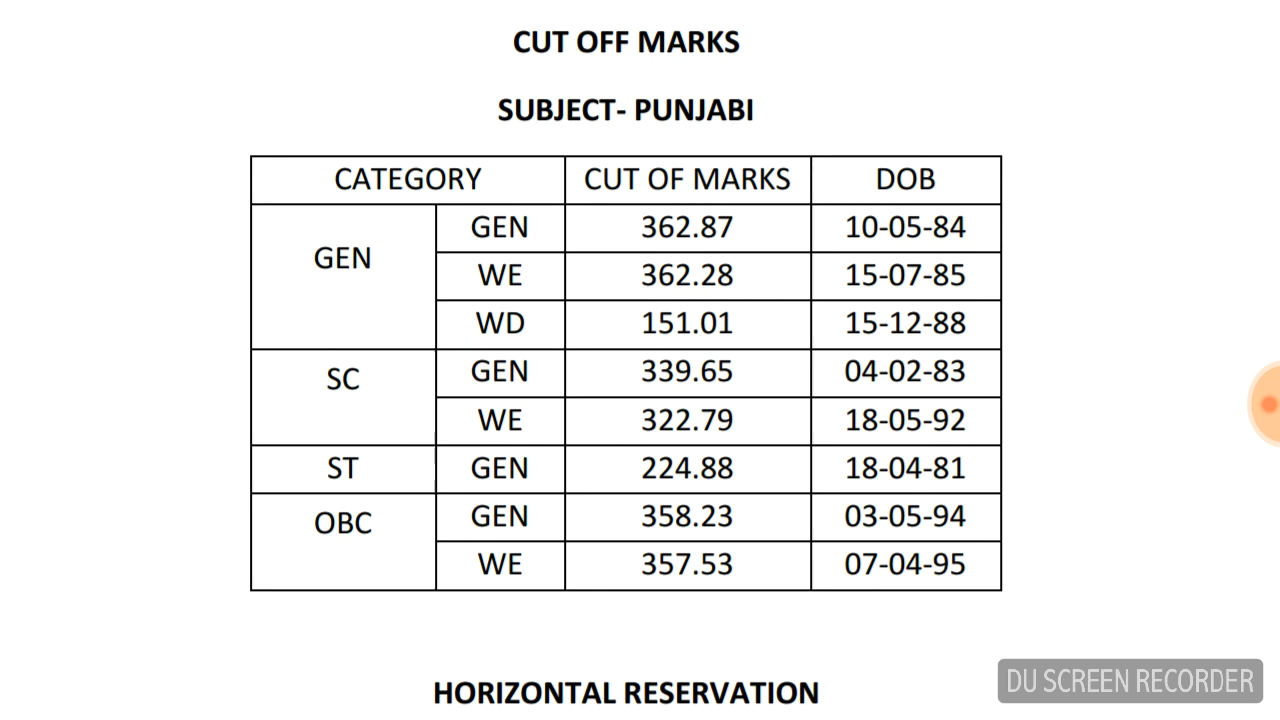 CUT OFF MARKS
SUBJECT- PUNJABI
CATEGORY CUT OF MARKS DOB
GEN GEN 362.87 10-05-84
WE 362.28 15-07-85
WD 151.01 15-12-88
SC GEN 339.65 04-02-83
WE 322.79 18-05-92
ST GEN 224.88 18-04-81
OBC GEN 358.23 03-05-94
WE 357.53 07-04-95
HORIZONTAL RESERVATION
DU SCREEN RECORDER